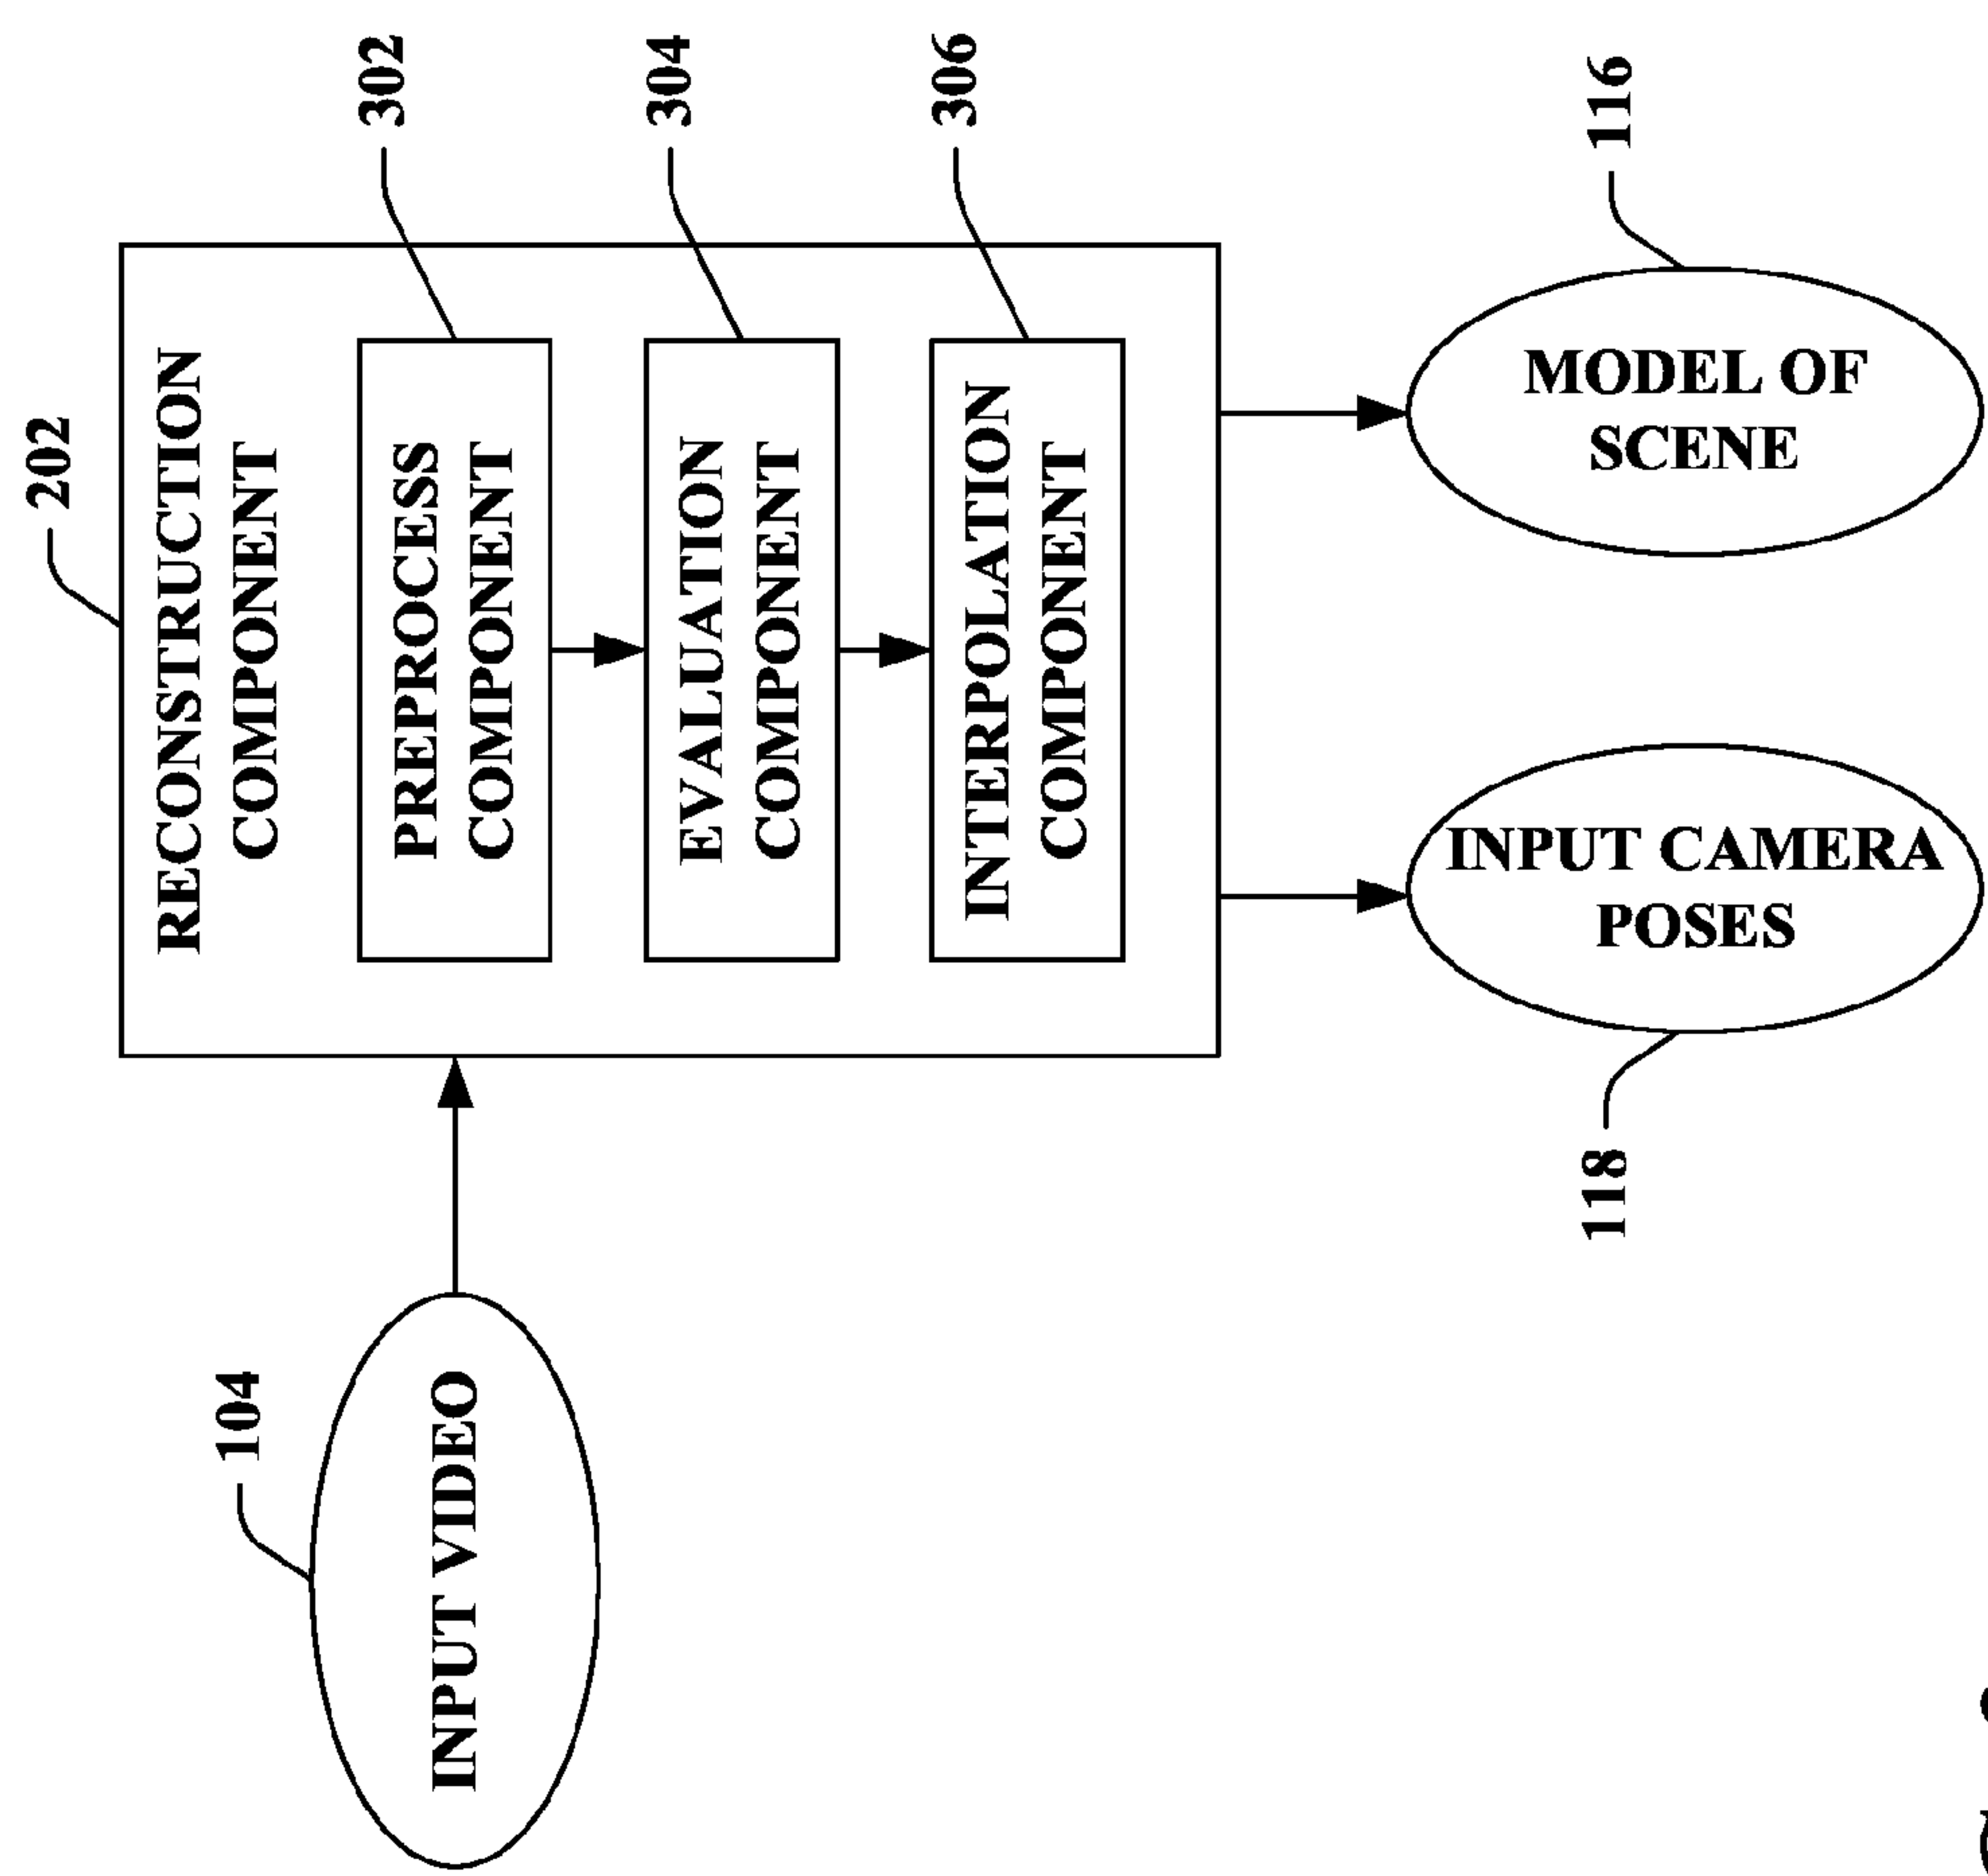 202
RECONSTRUCTION
COMPONENT
302
PREPROCESS
COMPONENT
304
EVALUATION
COMPONENT
306
INTERPOLATION
COMPONENT
104
INPUT VIDEO
116
MODEL OF
SCENE
118
INPUT CAMERA
POSES